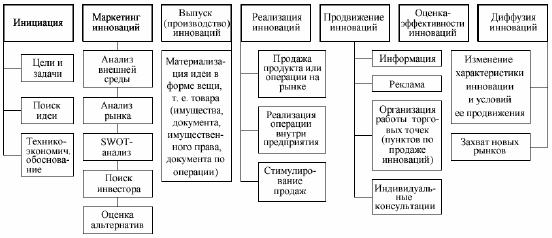 Инициация
Цели и
задачи
Поиск
идеи
Технико-
экономич,
обоснова-
ние
Маркетинг
инноваций
Анализ
внешней
среды
Анализ
рынка
SWOT-
анализ
Поиск
инвестора
Оценка
альтернатив
Выпуск
(производство)
инноваций
Материализа-
ция идеи в
форме вещи,
т. е. товара
(имущества,
документа,
имуществен-
ного права,
документа по
операции)
Реализация
инноваций
Продажа
продукта или
операции на
рынке
Реализация
операции
внутри
предприятия
Стимулиро-
вание
продаж
Продвижение
инноваций
Информация
Реклама
Организация
работы торго-
вых точек
(пунктов по
продаже
инноваций)
Индивидуаль-
ные
консультации
Оценка-
эффективности
инноваций
Диффузия
инноваций
Изменение
характеристики
инновации
и условий
ее продвижения
Захват новых
рынков